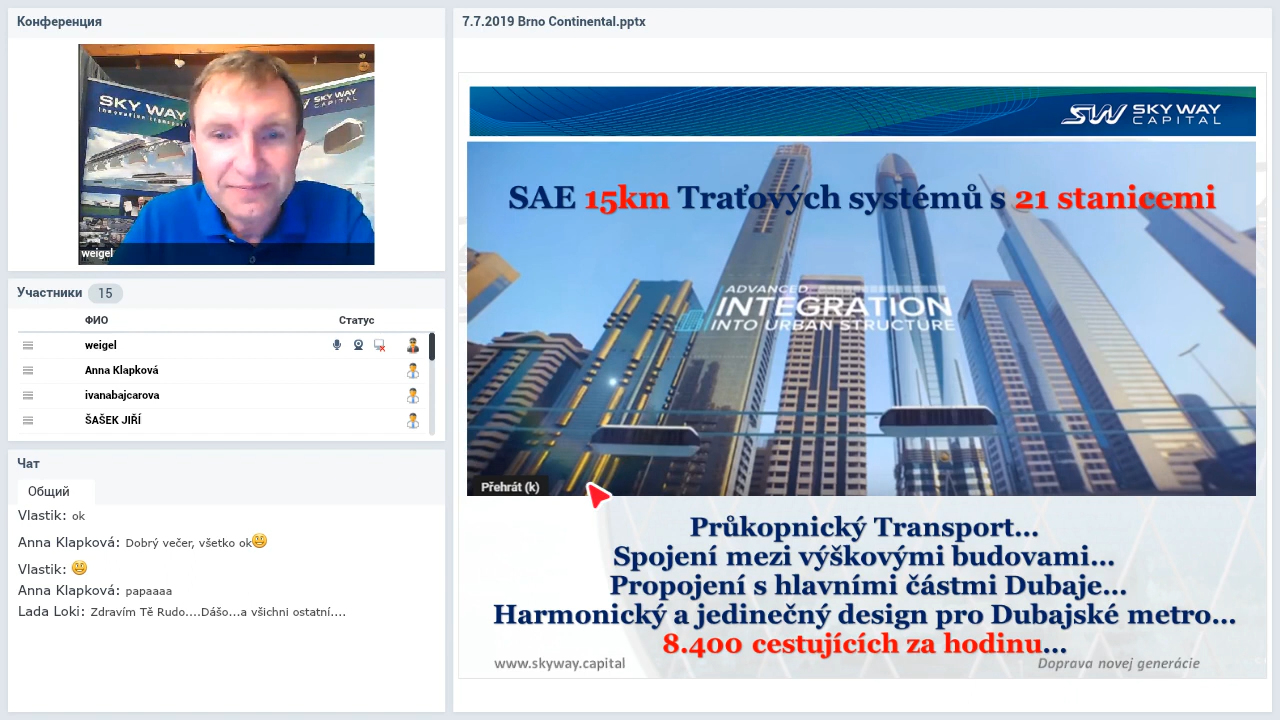 Конференция
SKY WAY
innovation transport
SKY WAY
CAPITAL
weigel
Участники 15
ФИО Статус
weigel
Anna Klapková
ivanabajcarova
ŠAŠEK JIŘÍ
Чат
Общий
Vlastik: ok
Anna Klapková: Dobrý večer, všetko ok
Vlastik:
Anna Klapková: papaaaa
Lada Loki: Zdravím Tě Rudo....Dášo...a všichni ostatní....
7.7.2019 Brno Continental.pptx
SW SKY WAY
CAPITAL
SAE 15km Traťových systémů s 21 stanicemi
ADVANCED
INTEGRATION
INTO URBAN STRUCTURE
Přehrát (k)
Průkopnický Transport...
Spojení mezi výškovými budovami...
Propojení s hlavními částmi Dubaje...
Harmonický a jedinečný design pro Dubajské metro...
8.400 cestujících za hodinu...
www.skyway.capital
Doprava novej generácie